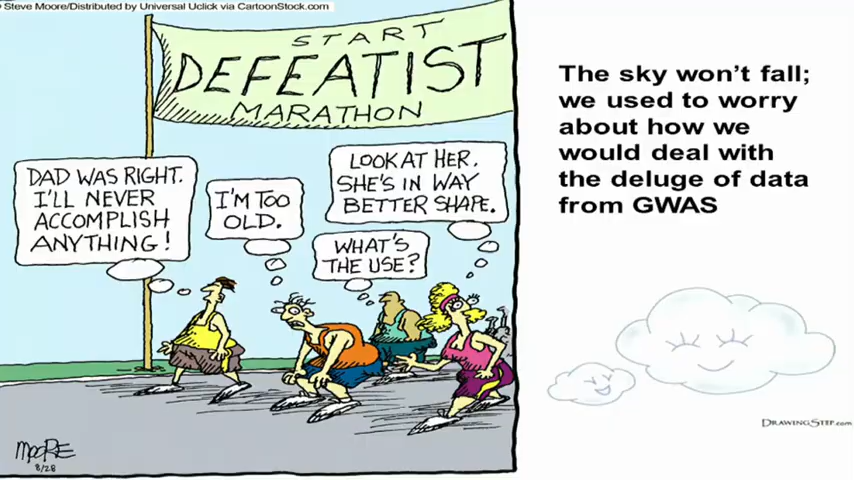 Steve Moore/Distributed by Universal Uclick via CartoonStock.com
START
DEFEATIST
MARATHON
DAD WAS RIGHT.
I'LL NEVER
ACCOMPLISH
ANYTHING!
I'M TOO
OLD.
LOOK AT HER.
SHE'S IN WAY
BETTER SHAPE.
WHAT'S
THE USE?
MOORE
8/28
The sky won't fall;
we used to worry
about how we
would deal with
the deluge of data
from GWAS
DRAWINGSTEP.com